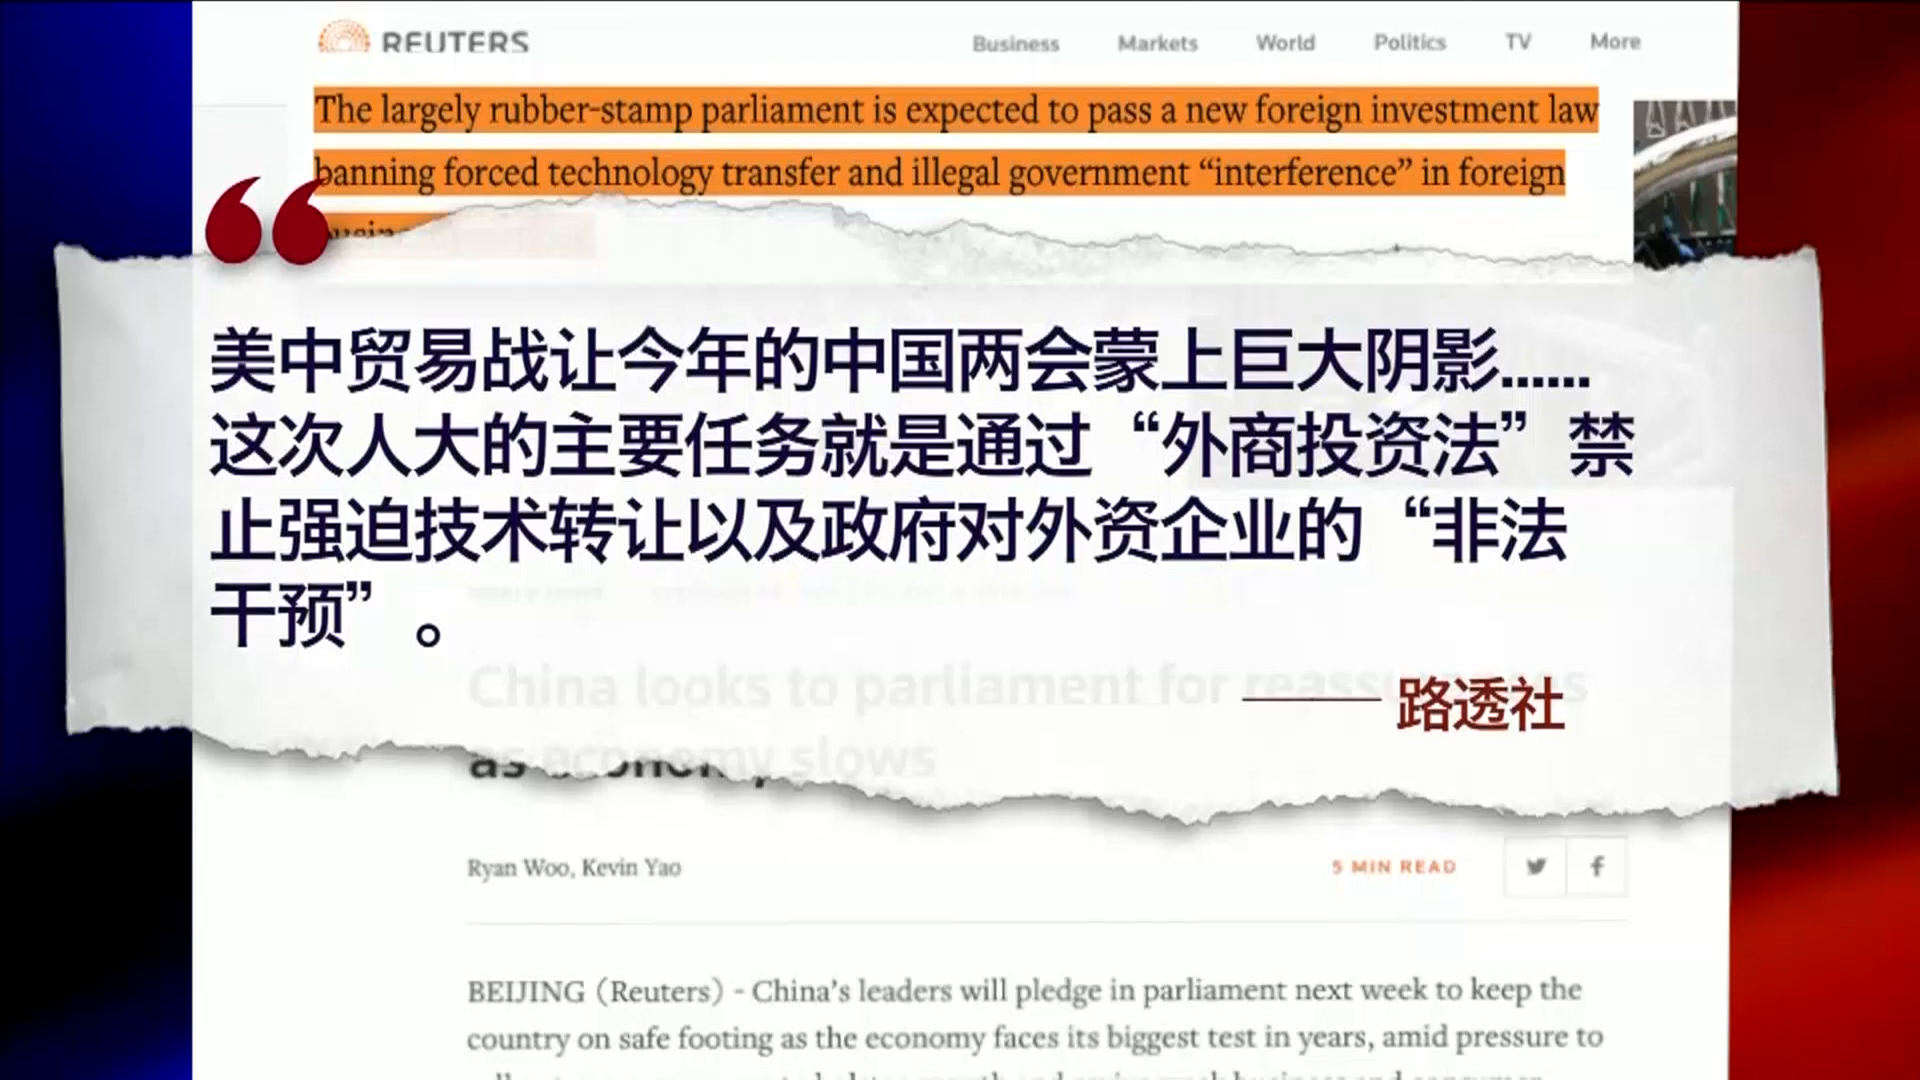 REUTERS
Business Markets World Politics TV More
The largely rubber-stamp parliament is expected to pass a new foreign investment law
banning forced technology transfer and illegal government “interference” in foreign
美中贸易战让今年的中国两会蒙上巨大阴影......
这次人大的主要任务就是通过“外商投资法”禁
止强迫技术转让以及政府对外资企业的“非法
干预”。
China looks to parliament for reassurances
——路透社
as economy slows
Ryan Woo, Kevin Yao
5 MIN READ
BEIJING (Reuters) - China’s leaders will pledge in parliament next week to keep the
country on safe footing as the economy faces its biggest test in years, amid pressure to